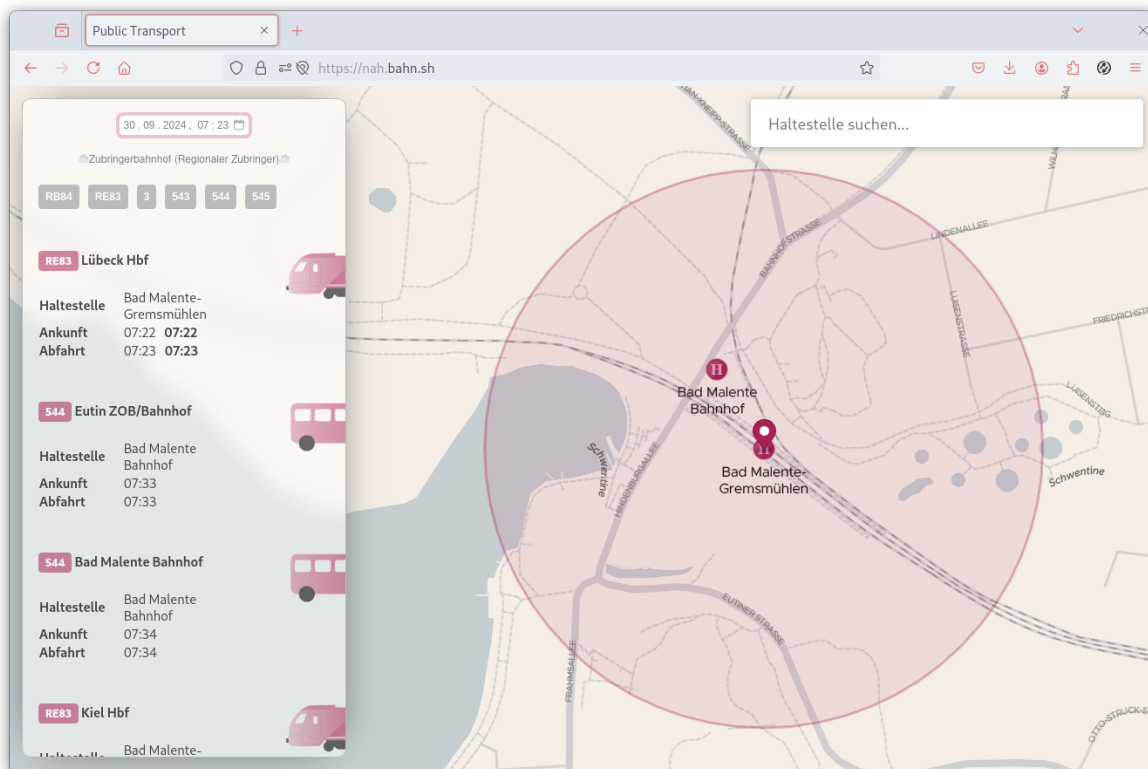 Public Transport
https://nah.bahn.sh
30 . 09 . 2024 , 07 : 23
Zubringerbahnhof (Regionaler Zubringer)
RB84 RE83 3 543 544 545
RE83 Lübeck Hbf
Haltestelle Bad Malente-
Gremsmühlen
Ankunft 07:22 07:22
Abfahrt 07:23 07:23
544 Eutin ZOB/Bahnhof
Haltestelle Bad Malente
Bahnhof
Ankunft 07:33
Abfahrt 07:33
544 Bad Malente Bahnhof
Haltestelle Bad Malente
Bahnhof
Ankunft 07:34
Abfahrt 07:34
RE83 Kiel Hbf
Haltestelle Bad Malente-
Haltestelle suchen...
BAHNHOFSTRASSE
LINDENALLEE
LUISENSTRASSE
LUISENSTEIG
H
Bad Malente
Bahnhof
Bad Malente-
Gremsmühlen
Schwentine
HINDENBURGALLEE
Schwentine
EUTINER STRASSE
FRAHMSALLEE